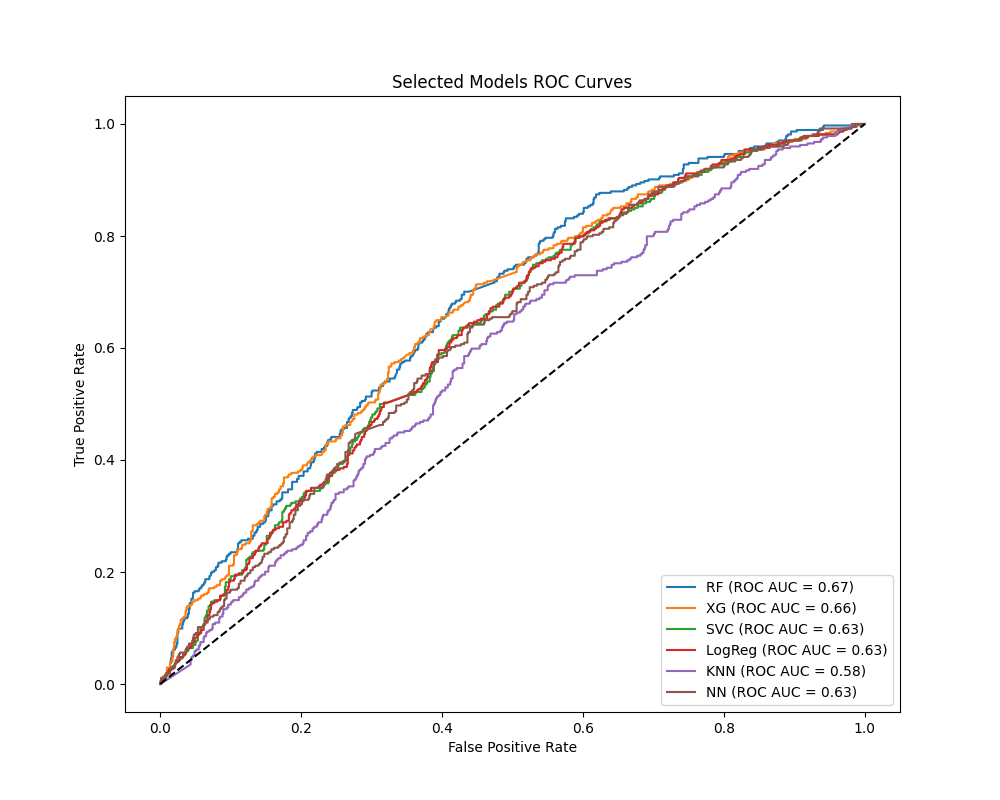 Selected Models ROC Curves
True Positive Rate
1.0
0.8
0.6
0.4
0.2
0.0
RF (ROC AUC = 0.67)
XG (ROC AUC = 0.66)
SVC (ROC AUC = 0.63)
LogReg (ROC AUC = 0.63)
KNN (ROC AUC = 0.58)
NN (ROC AUC = 0.63)
0.0 0.2 0.4 0.6 0.8 1.0
False Positive Rate